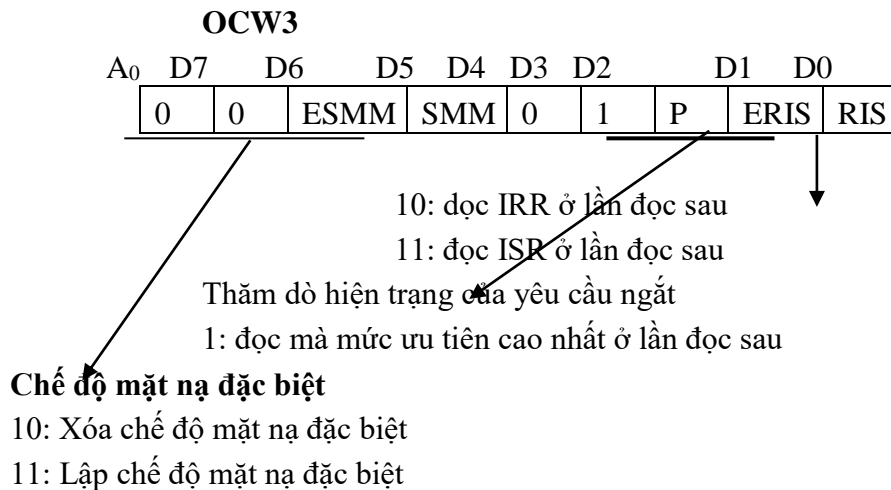 OCW3
A0 D7 D6 D5 D4 D3 D2 D1 D0
0 0 ESMM SMM 0 1 P ERIS RIS
10: dọc IRR ở lần đọc sau
11: đọc ISR ở lần đọc sau
Thăm dò hiện trạng của yêu cầu ngắt
1: đọc mà mức ưu tiên cao nhất ở lần đọc sau
Chế độ mặt nạ đặc biệt
10: Xóa chế độ mặt nạ đặc biệt
11: Lập chế độ mặt nạ đặc biệt